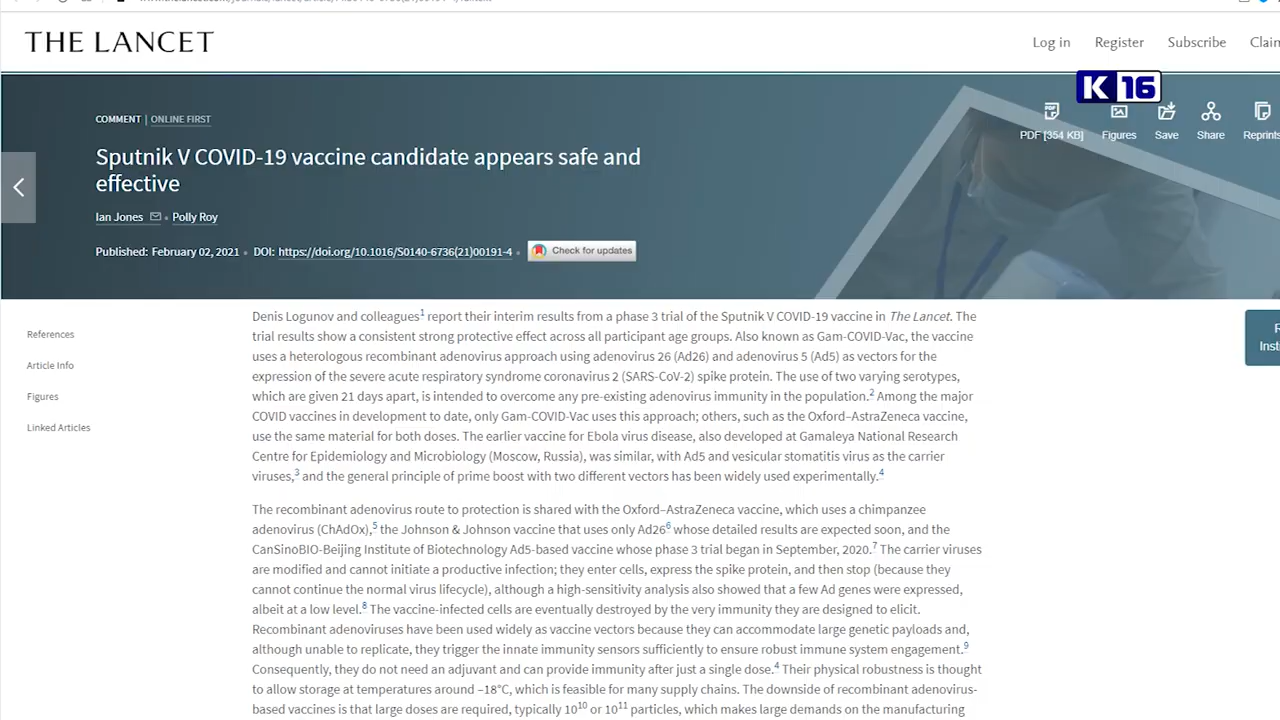 THE LANCET
Log in Register Subscribe Claim
K 16
PDF [354 KB] Figures Save Share Reprints
COMMENT | ONLINE FIRST
Sputnik V COVID-19 vaccine candidate appears safe and
effective
Ian Jones • Polly Roy
Published: February 02, 2021 • DOI: https://doi.org/10.1016/S0140-6736(21)00191-4 • Check for updates
References
Article Info
Figures
Linked Articles
Denis Logunov and colleagues1 report their interim results from a phase 3 trial of the Sputnik V COVID-19 vaccine in The Lancet. The
trial results show a consistent strong protective effect across all participant age groups. Also known as Gam-COVID-Vac, the vaccine
uses a heterologous recombinant adenovirus approach using adenovirus 26 (Ad26) and adenovirus 5 (Ad5) as vectors for the
expression of the severe acute respiratory syndrome coronavirus 2 (SARS-CoV-2) spike protein. The use of two varying serotypes,
which are given 21 days apart, is intended to overcome any pre-existing adenovirus immunity in the population.2 Among the major
COVID vaccines in development to date, only Gam-COVID-Vac uses this approach; others, such as the Oxford–AstraZeneca vaccine,
use the same material for both doses. The earlier vaccine for Ebola virus disease, also developed at Gamaleya National Research
Centre for Epidemiology and Microbiology (Moscow, Russia), was similar, with Ad5 and vesicular stomatitis virus as the carrier
viruses,3 and the general principle of prime boost with two different vectors has been widely used experimentally.4
The recombinant adenovirus route to protection is shared with the Oxford–AstraZeneca vaccine, which uses a chimpanzee
adenovirus (ChAdOx),5 the Johnson & Johnson vaccine that uses only Ad266 whose detailed results are expected soon, and the
CanSinoBIO-Beijing Institute of Biotechnology Ad5-based vaccine whose phase 3 trial began in September, 2020.7 The carrier viruses
are modified and cannot initiate a productive infection; they enter cells, express the spike protein, and then stop (because they
cannot continue the normal virus lifecycle), although a high-sensitivity analysis also showed that a few Ad genes were expressed,
albeit at a low level.8 The vaccine-infected cells are eventually destroyed by the very immunity they are designed to elicit.
Recombinant adenoviruses have been used widely as vaccine vectors because they can accommodate large genetic payloads and,
although unable to replicate, they trigger the innate immunity sensors sufficiently to ensure robust immune system engagement.9
Consequently, they do not need an adjuvant and can provide immunity after just a single dose.4 Their physical robustness is thought
to allow storage at temperatures around –18°C, which is feasible for many supply chains. The downside of recombinant adenovirus-
based vaccines is that large doses are required, typically 10^10 or 10^11 particles, which makes large demands on the manufacturing